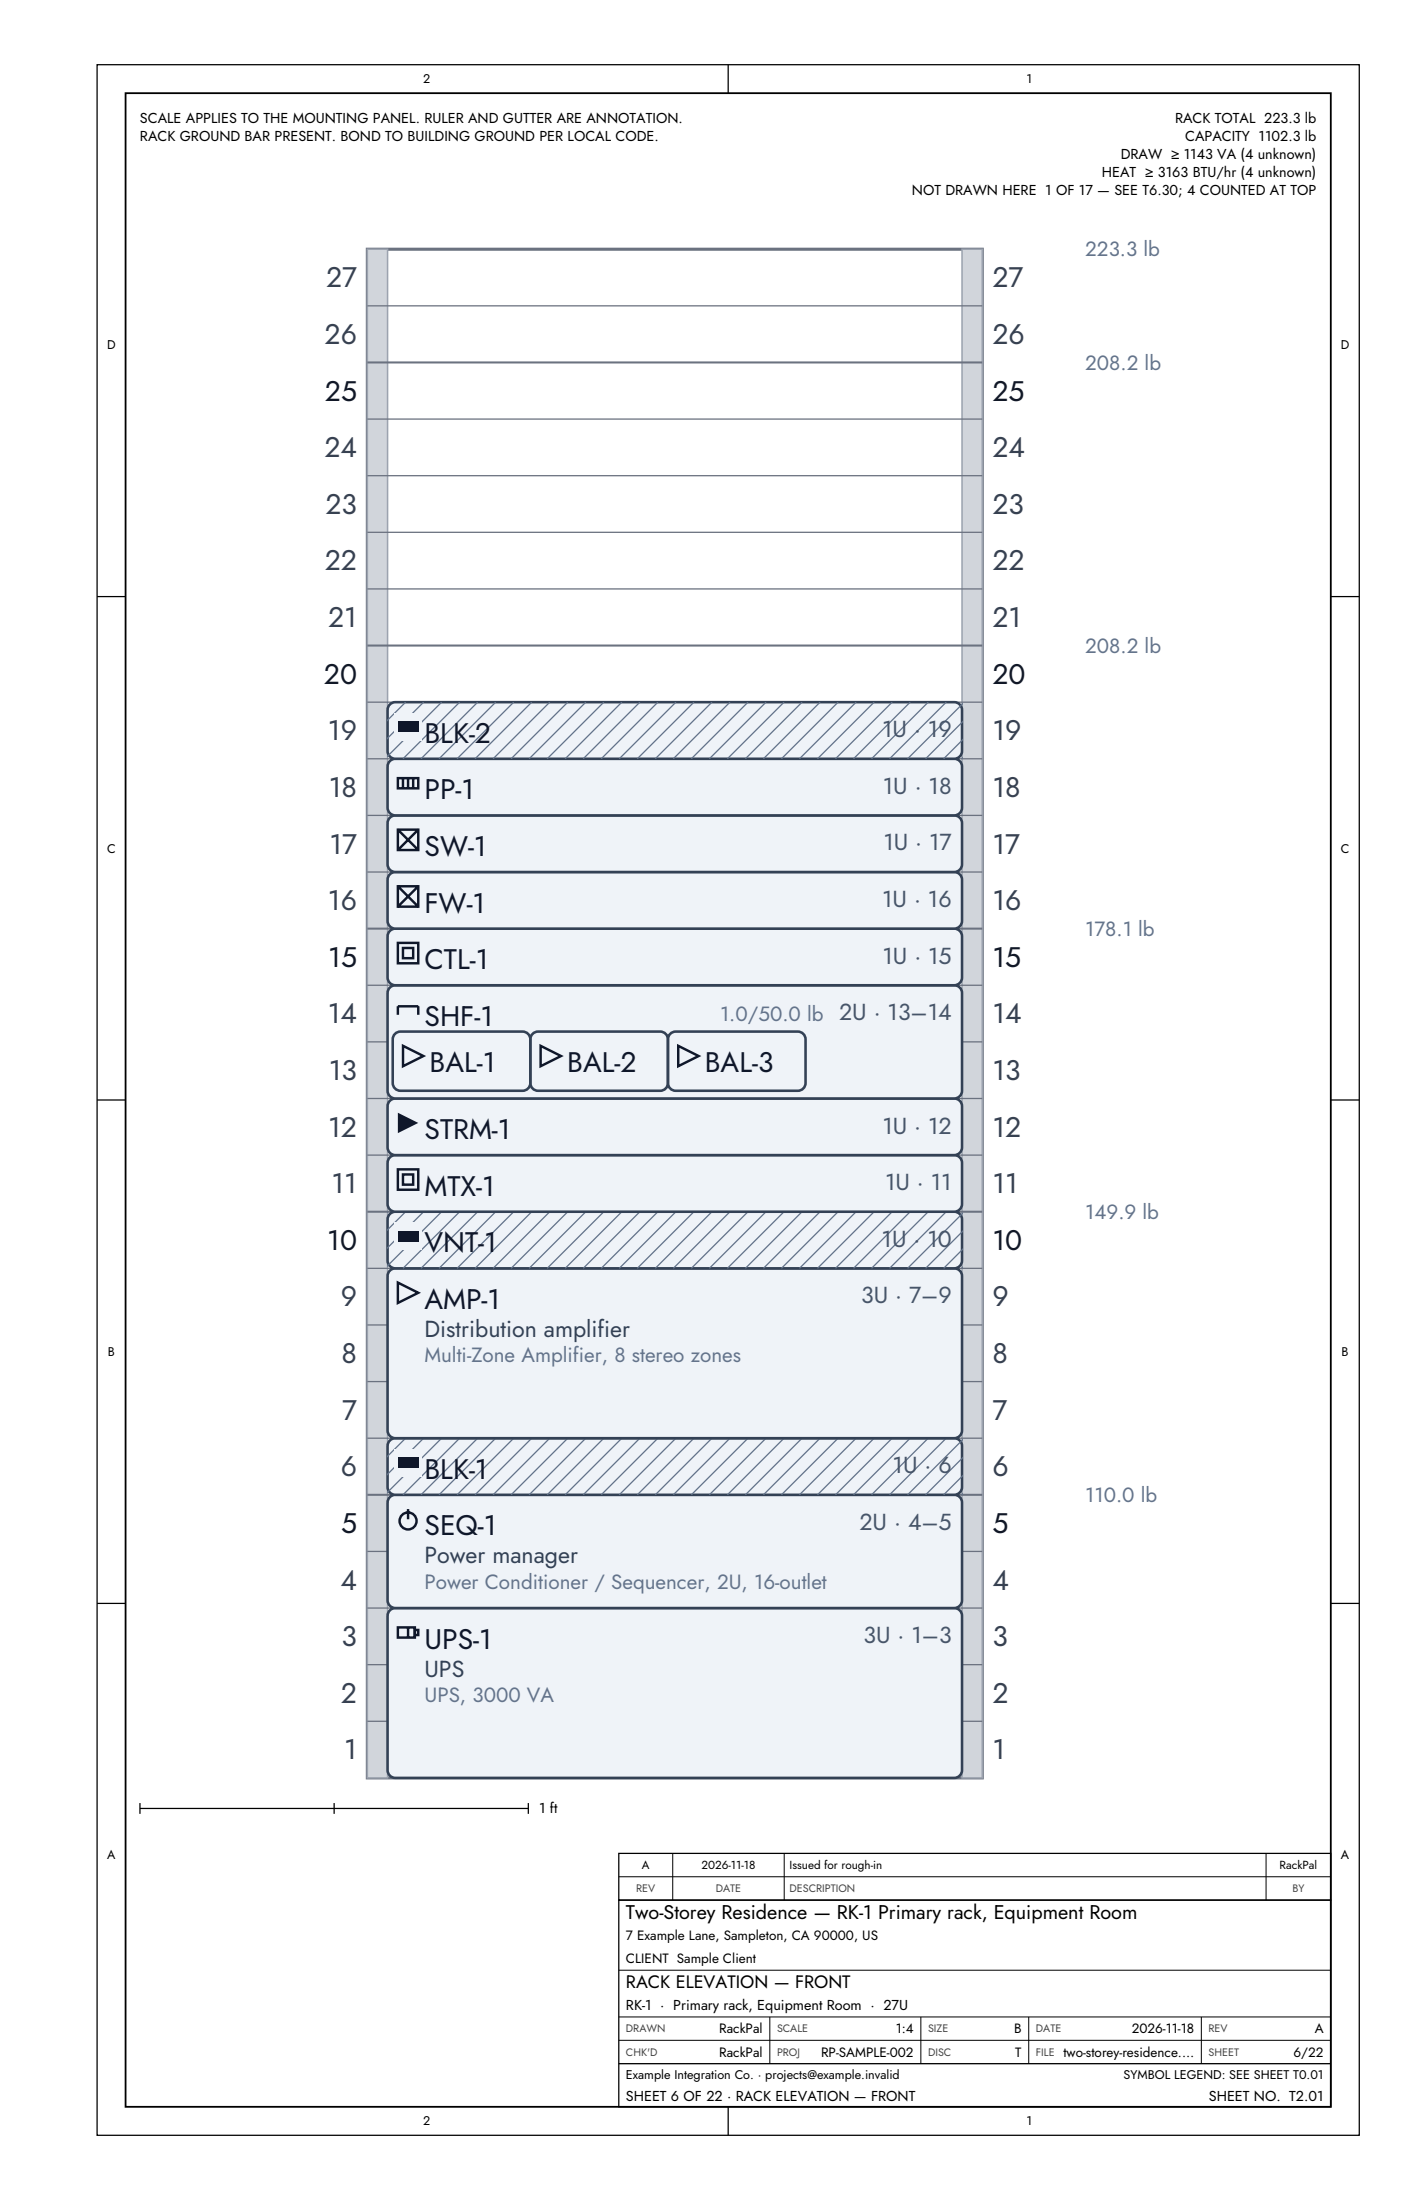 2 1
SCALE APPLIES TO THE MOUNTING PANEL. RULER AND GUTTER ARE ANNOTATION.
RACK GROUND BAR PRESENT. BOND TO BUILDING GROUND PER LOCAL CODE.
RACK TOTAL 223.3 lb
CAPACITY 1102.3 lb
DRAW ≥ 1143 VA (4 unknown)
HEAT ≥ 3163 BTU/hr (4 unknown)
NOT DRAWN HERE 1 OF 17 — SEE T6.30; 4 COUNTED AT TOP
223.3 lb
27 27
26 26
D D
208.2 lb
25 25
24 24
23 23
22 22
21 21
208.2 lb
20 20
19 BLK-2 1U · 19 19
18 PP-1 1U · 18 18
17 SW-1 1U · 17 17
C C
16 FW-1 1U · 16 16
178.1 lb
15 CTL-1 1U · 15 15
14 SHF-1 1.0/50.0 lb 2U · 13–14 14
13 BAL-1 BAL-2 BAL-3 13
12 STRM-1 1U · 12 12
11 MTX-1 1U · 11 11
149.9 lb
10 VNT-1 1U · 10 10
9 AMP-1 3U · 7–9 9
Distribution amplifier
8 Multi-Zone Amplifier, 8 stereo zones 8
B B
7 7
6 BLK-1 1U · 6 6
110.0 lb
5 SEQ-1 2U · 4–5 5
Power manager
4 Power Conditioner / Sequencer, 2U, 16-outlet 4
3 UPS-1 3U · 1–3 3
UPS
2 UPS, 3000 VA 2
1 1
1 ft
A A
A 2026-11-18 Issued for rough-in RackPal
REV DATE DESCRIPTION BY
Two-Storey Residence — RK-1 Primary rack, Equipment Room
7 Example Lane, Sampleton, CA 90000, US
CLIENT Sample Client
RACK ELEVATION — FRONT
RK-1 · Primary rack, Equipment Room · 27U
DRAWN RackPal SCALE 1:4 SIZE B DATE 2026-11-18 REV A
CHK'D RackPal PROJ RP-SAMPLE-002 DISC T FILE two-storey-residence.… SHEET 6/22
Example Integration Co. · projects@example.invalid SYMBOL LEGEND: SEE SHEET T0.01
SHEET 6 OF 22 · RACK ELEVATION — FRONT SHEET NO. T2.01
2 1